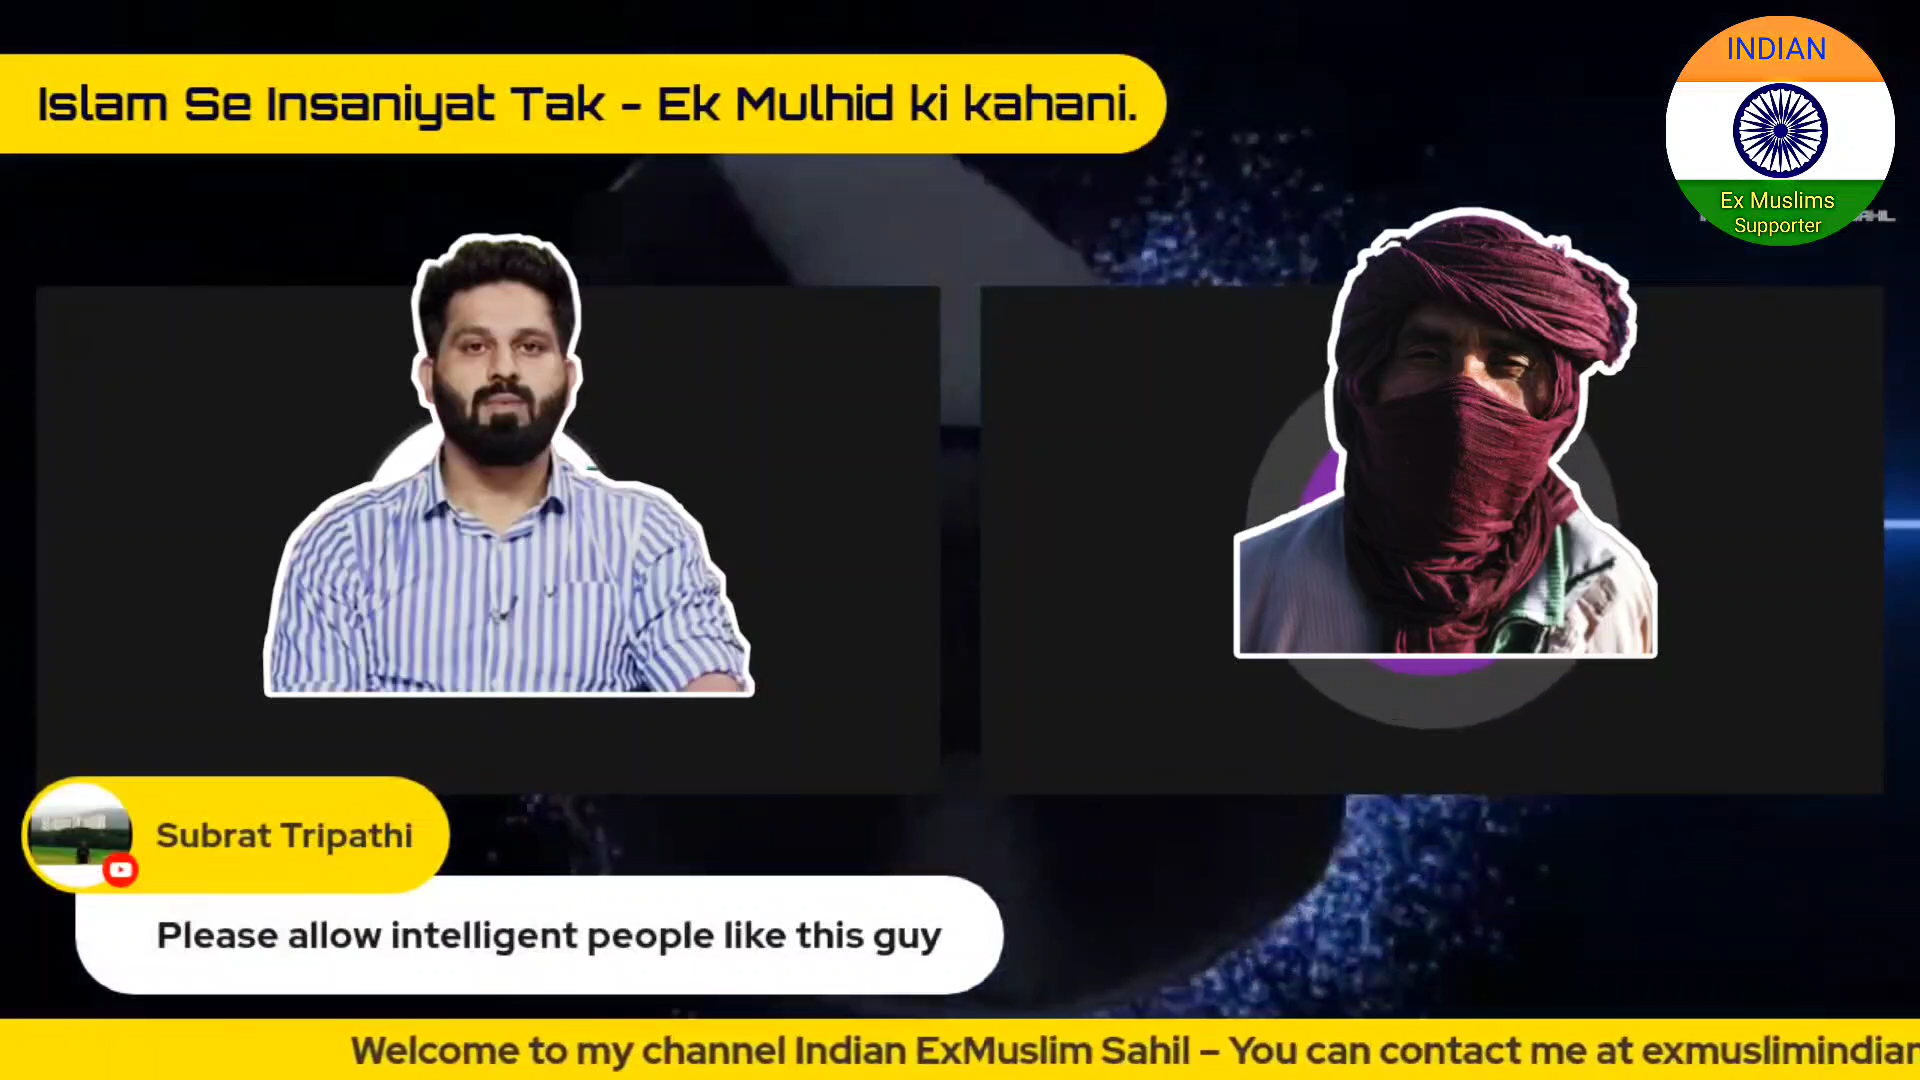 Islam Se Insaniyat Tak - Ek Mulhid ki kahani.
INDIAN
Ex Muslims
Supporter
Subrat Tripathi
Please allow intelligent people like this guy
Welcome to my channel Indian ExMuslim Sahil – You can contact me at exmuslimindian